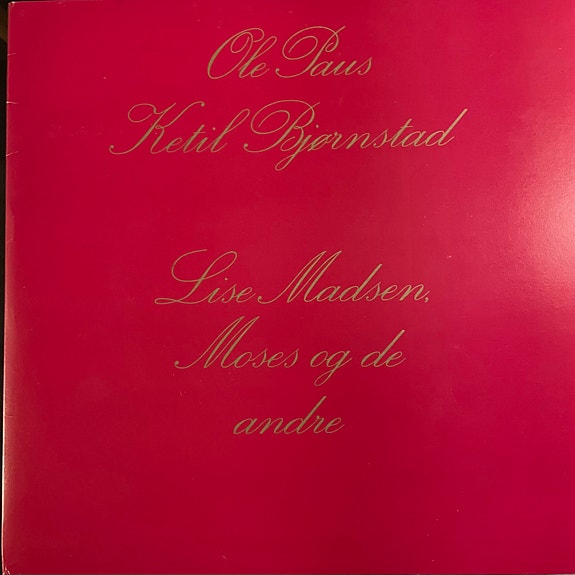 Ole Paus
Ketil Bjørnstad
Lise Madsen,
Moses og de
andre